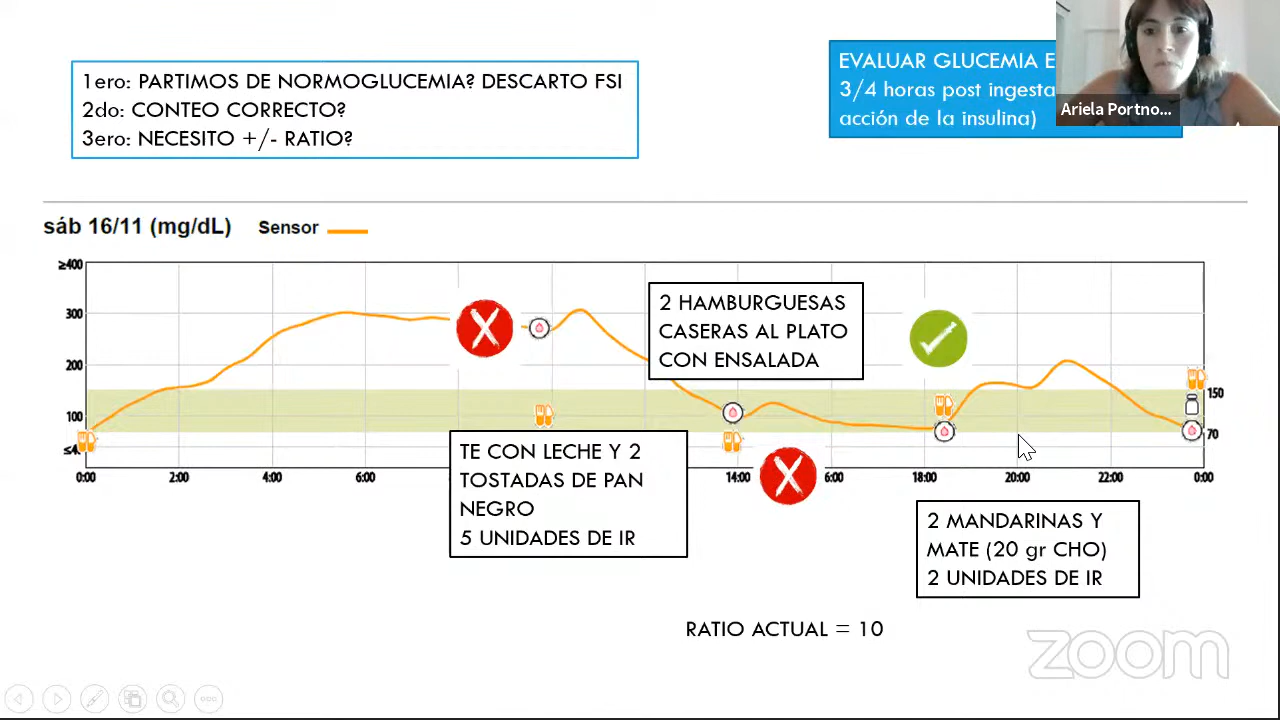 1ero: PARTIMOS DE NORMOGLUCEMIA? DESCARTO FSI
2do: CONTEO CORRECTO?
3ero: NECESITO +/- RATIO?
EVALUAR GLUCEMIA E
3/4 horas post ingesta
acción de la insulina)
Ariela Portno...
sáb 16/11 (mg/dL) Sensor
≥400
300
200
100
150
70
0:00 2:00 4:00 6:00 14:00 6:00 18:00 20:00 22:00 0:00
2 HAMBURGUESAS
CASERAS AL PLATO
CON ENSALADA
TE CON LECHE Y 2
TOSTADAS DE PAN
NEGRO
5 UNIDADES DE IR
2 MANDARINAS Y
MATE (20 gr CHO)
2 UNIDADES DE IR
RATIO ACTUAL = 10
zoom